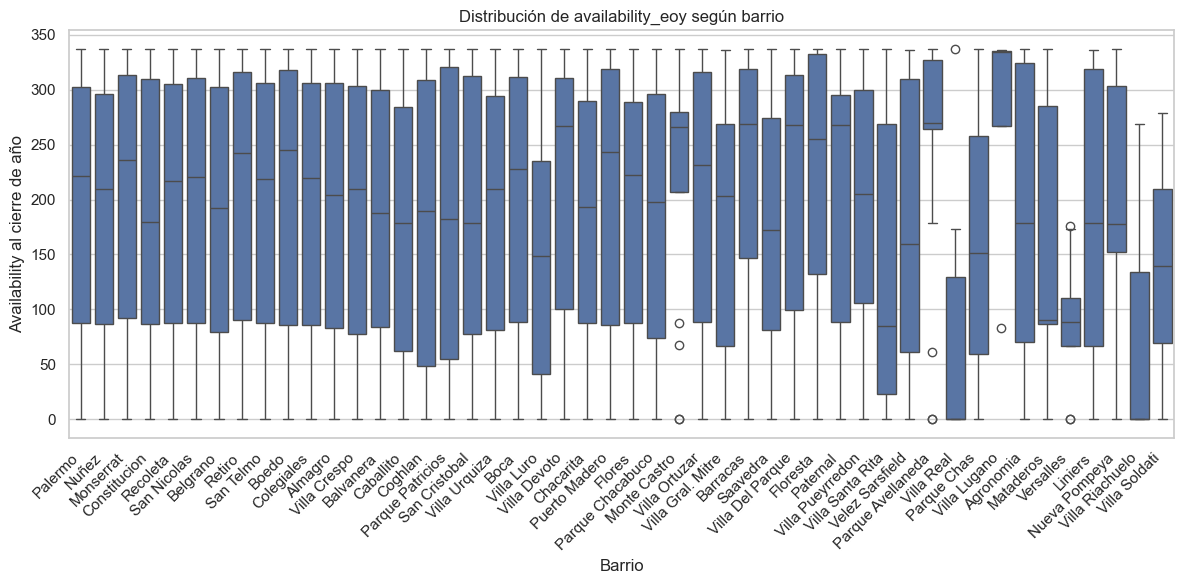 Distribución de availability_eoy según barrio
Availability al cierre de año
350
300
250
200
150
100
50
0
Palermo
Nuñez
Monserrat
Constitucion
Recoleta
San Nicolas
Belgrano
Retiro
San Telmo
Boedo
Colegiales
Almagro
Villa Crespo
Balvanera
Caballito
Coghlan
Parque Patricios
San Cristobal
Villa Urquiza
Boca
Villa Luro
Villa Devoto
Chacarita
Puerto Madero
Flores
Parque Chacabuco
Monte Castro
Villa Ortuzar
Villa Gral. Mitre
Barracas
Saavedra
Villa Del Parque
Floresta
Paternal
Villa Pueyrredon
Villa Santa Rita
Velez Sarsfield
Parque Avellaneda
Villa Real
Parque Chas
Villa Lugano
Agronomia
Mataderos
Versalles
Liniers
Nueva Pompeya
Villa Riachuelo
Villa Soldati
Barrio